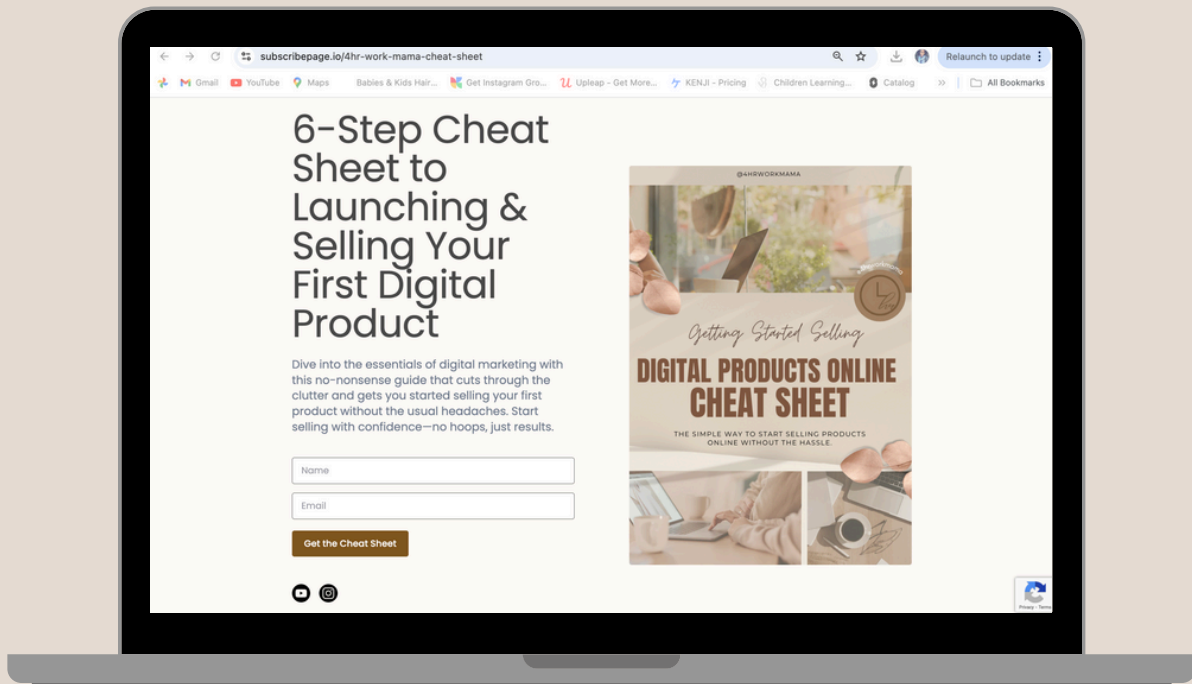 subscribepage.io/4hr-work-mama-cheat-sheet
Relaunch to update
Gmail
YouTube
Maps
Babies & Kids Hair...
Get Instagram Gro...
Upleap - Get More...
KENJI - Pricing
Children Learning...
Catalog
»
All Bookmarks
6-Step Cheat
Sheet to
Launching &
Selling Your
First Digital
Product
Dive into the essentials of digital marketing with
this no-nonsense guide that cuts through the
clutter and gets you started selling your first
product without the usual headaches. Start
selling with confidence—no hoops, just results.
Name
Email
Get the Cheat Sheet
@4HRWORKMAMA
Getting Started Selling
DIGITAL PRODUCTS ONLINE
CHEAT SHEET
THE SIMPLE WAY TO START SELLING PRODUCTS
ONLINE WITHOUT THE HASSLE.
Privacy - Terms